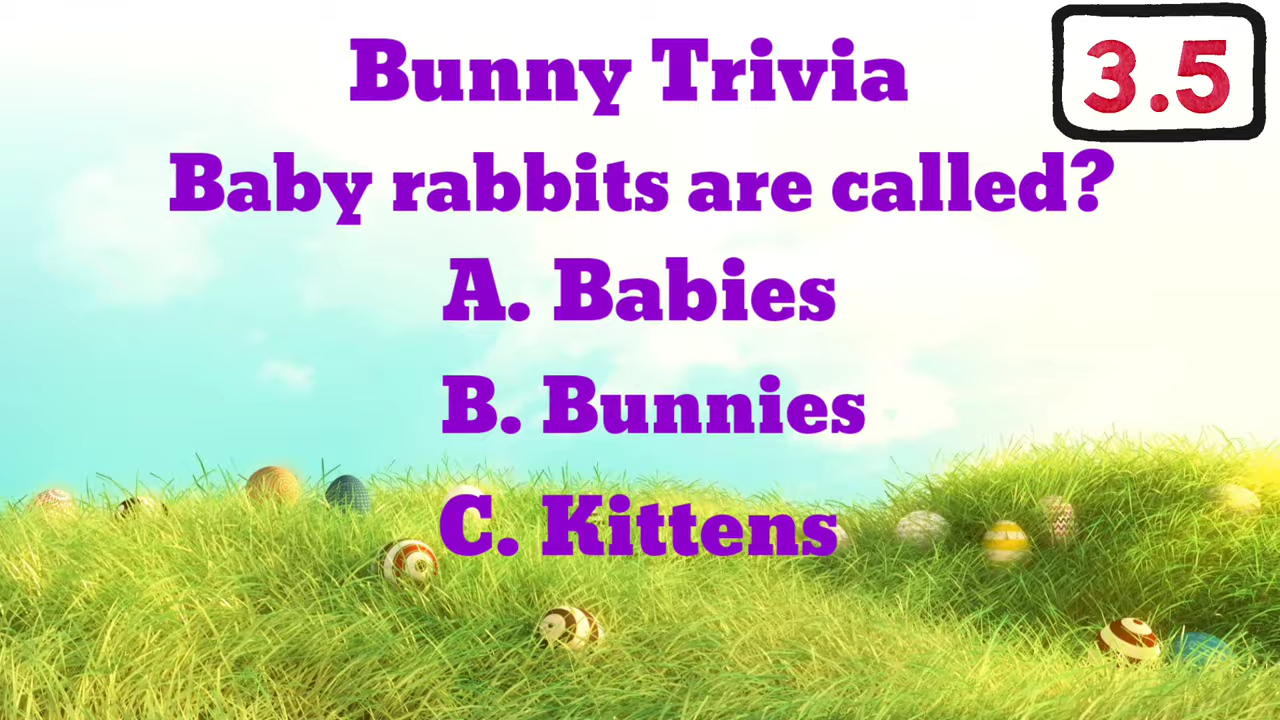 Bunny Trivia
3.5
Baby rabbits are called?
A. Babies
B. Bunnies
C. Kittens